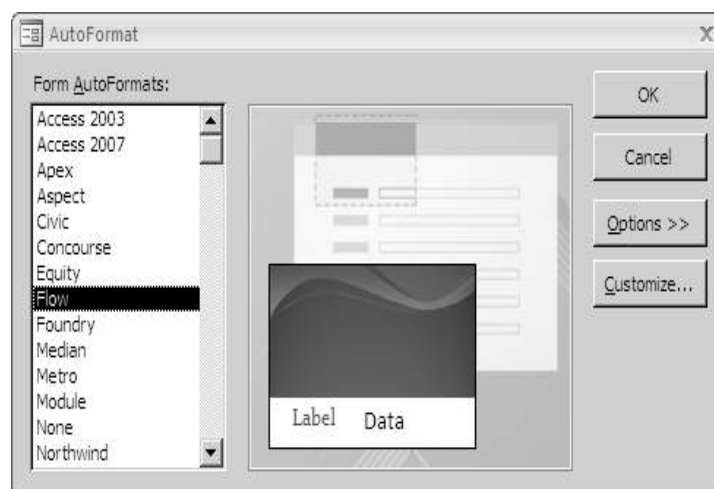 AutoFormat
X
Form AutoFormats:
Access 2003
Access 2007
Apex
Aspect
Civic
Concourse
Equity
Flow
Foundry
Median
Metro
Module
None
Northwind
Label Data
OK
Cancel
Options >>
Customize...